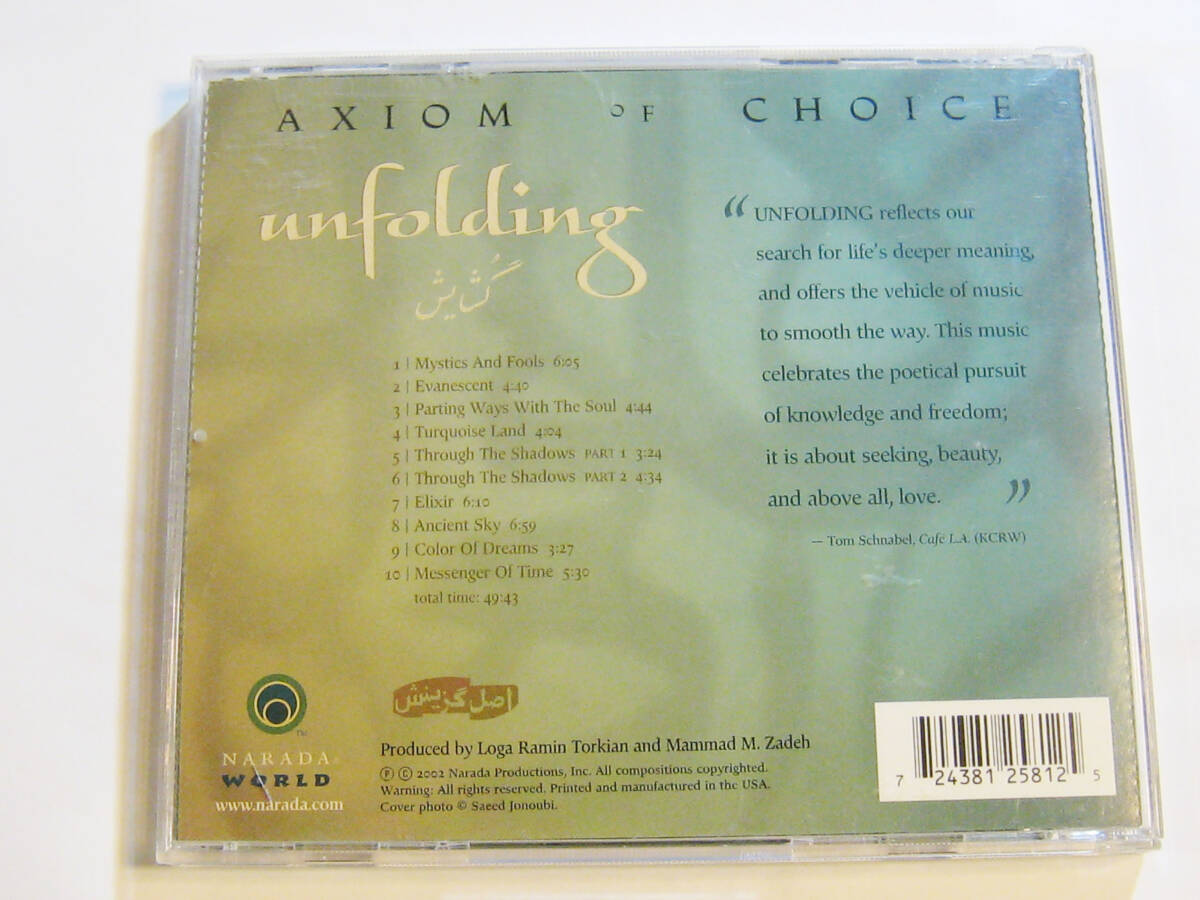 AXIOM OF CHOICE
unfolding
گُشایش
1 | Mystics And Fools 6:05
2 | Evanescent 4:40
3 | Parting Ways With The Soul 4:44
4 | Turquoise Land 4:04
5 | Through The Shadows PART 1 3:24
6 | Through The Shadows PART 2 4:34
7 | Elixir 6:10
8 | Ancient Sky 6:59
9 | Color Of Dreams 3:27
10 | Messenger Of Time 5:30
total time: 49:43
“ UNFOLDING reflects our
search for life's deeper meaning,
and offers the vehicle of music
to smooth the way. This music
celebrates the poetical pursuit
of knowledge and freedom;
it is about seeking, beauty,
and above all, love. ”
— Tom Schnabel, Cafe L.A. (KCRW)
NARADA
WORLD
www.narada.com
TM
اصل گزینش
Produced by Loga Ramin Torkian and Mammad M. Zadeh
℗ © 2002 Narada Productions, Inc. All compositions copyrighted.
Warning: All rights reserved. Printed and manufactured in the USA.
Cover photo © Saeed Jonoubi.
7 24381 25812 5